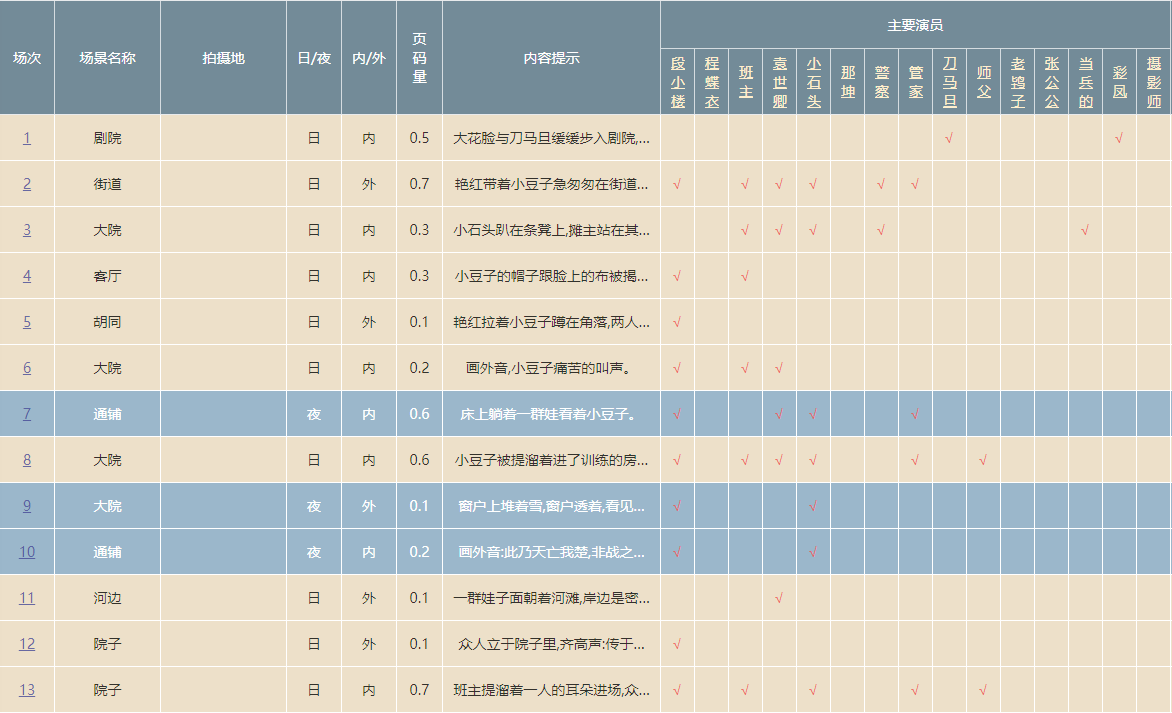 场次 场景名称 拍摄地 日/夜 内/外 页码量 内容提示 主要演员
段小楼 程蝶衣 班主 袁世卿 小石头 那坤 警察 管家 刀马旦 师父 老鸨子 张公公 当兵的 彩凤 摄影师
1 剧院 日 内 0.5 大花脸与刀马旦缓缓步入剧院,... √ √
2 街道 日 外 0.7 艳红带着小豆子急匆匆在街道... √ √ √ √ √ √
3 大院 日 内 0.3 小石头趴在条凳上,摊主站在其... √ √ √ √ √
4 客厅 日 内 0.3 小豆子的帽子跟脸上的布被揭... √ √
5 胡同 日 外 0.1 艳红拉着小豆子蹲在角落,两人... √
6 大院 日 内 0.2 画外音,小豆子痛苦的叫声。 √ √ √
7 通铺 夜 内 0.6 床上躺着一群娃看着小豆子。 √ √ √ √
8 大院 日 内 0.6 小豆子被提溜着进了训练的房... √ √ √ √ √ √
9 大院 夜 外 0.1 窗户上堆着雪,窗户透着,看见... √ √
10 通铺 夜 内 0.2 画外音:此乃天亡我楚,非战之... √ √
11 河边 日 外 0.1 一群娃子面朝着河滩,岸边是密... √
12 院子 日 外 0.1 众人立于院子里,齐高声:传于... √
13 院子 日 内 0.7 班主提溜着一人的耳朵进场,众... √ √ √ √ √